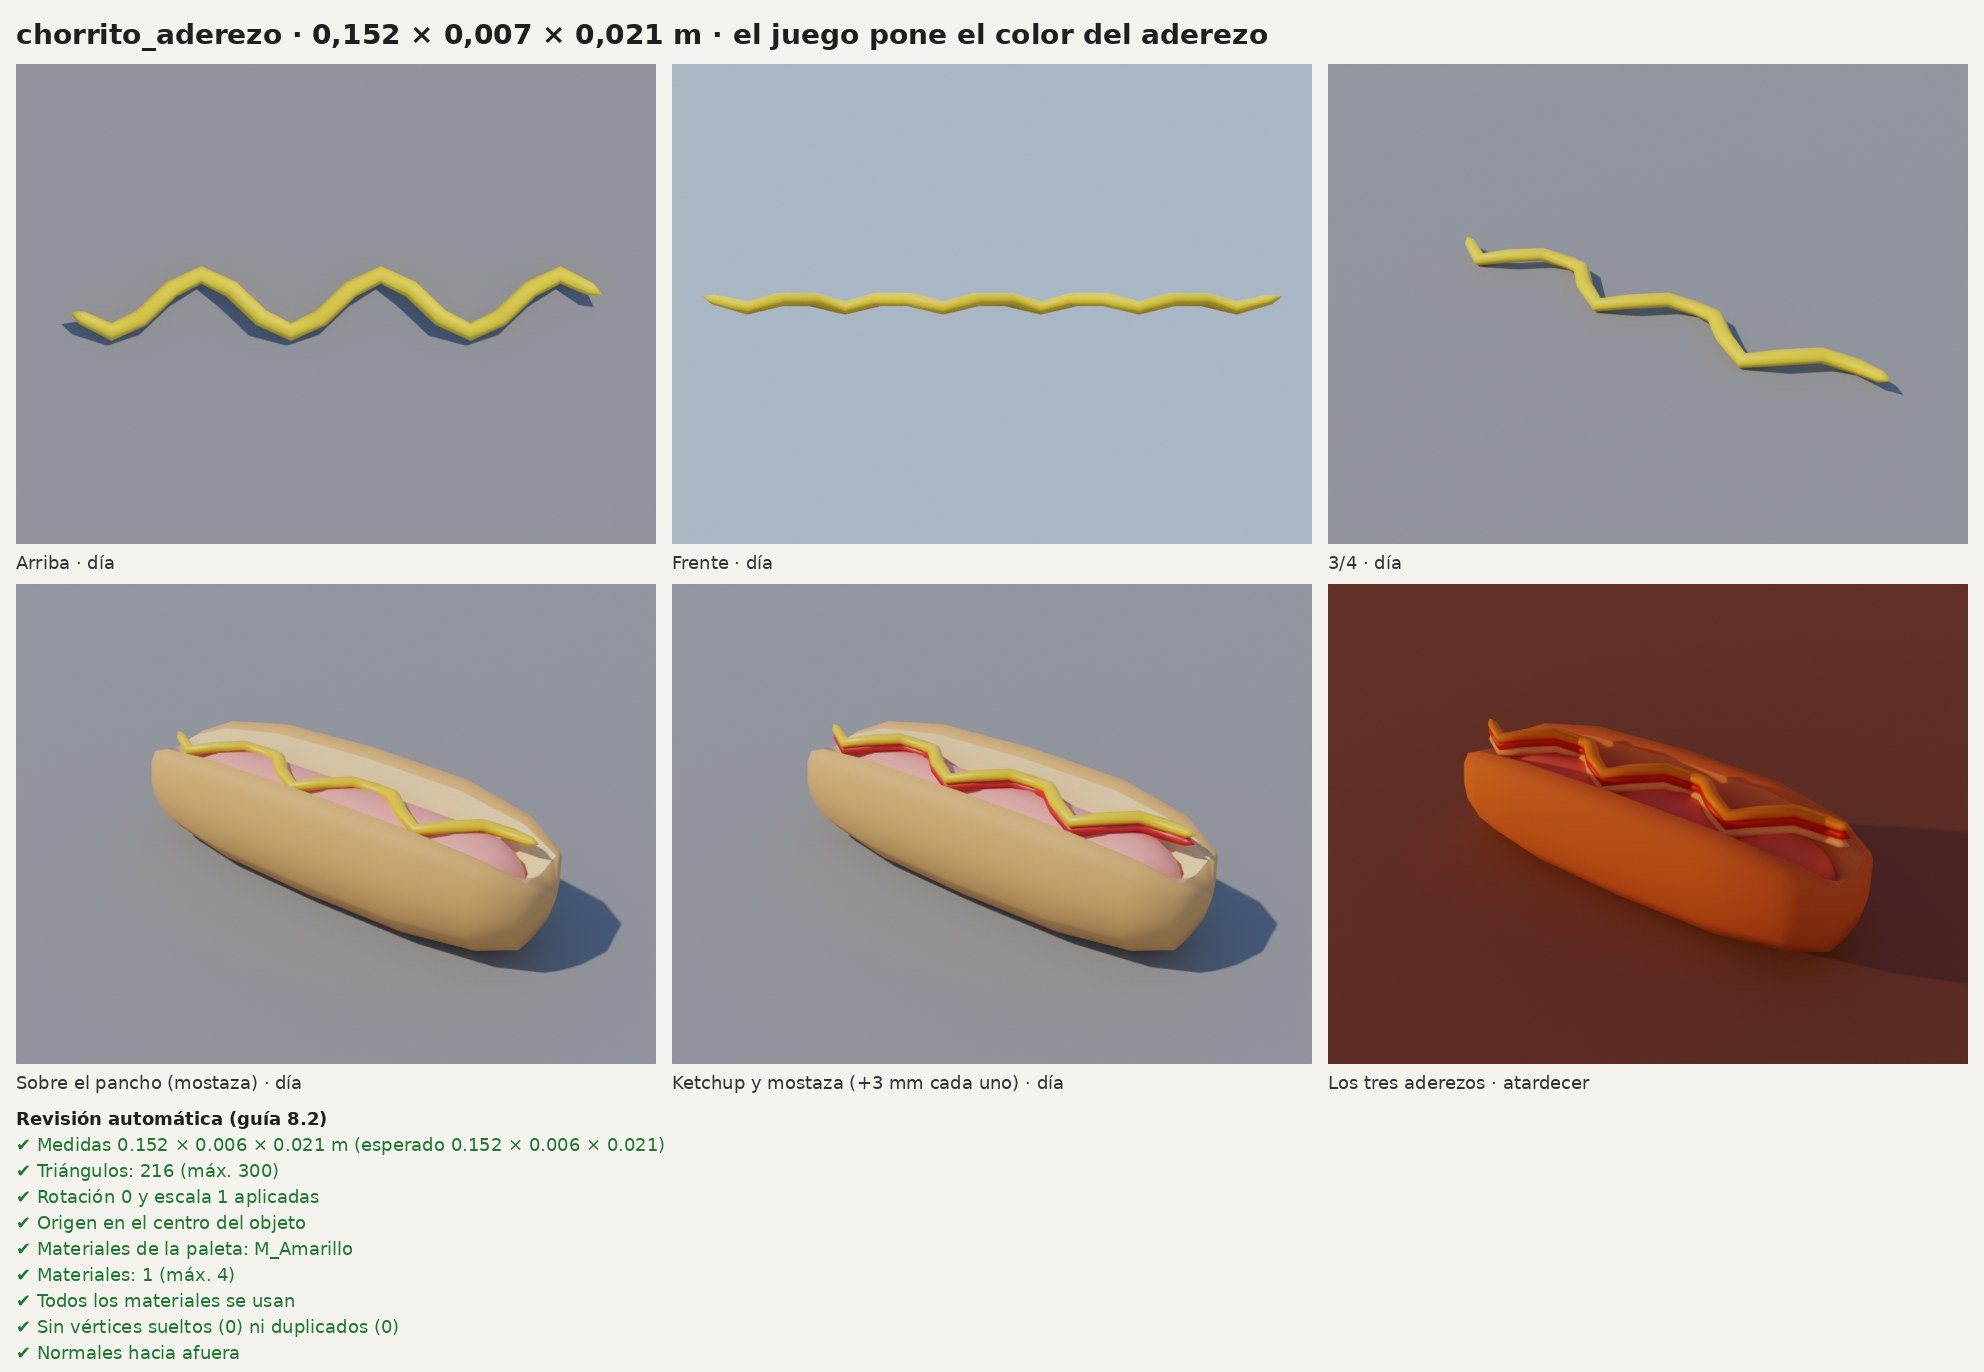 chorrito_aderezo · 0,152 × 0,007 × 0,021 m · el juego pone el color del aderezo
Arriba · día
Frente · día
3/4 · día
Sobre el pancho (mostaza) · día
Ketchup y mostaza (+3 mm cada uno) · día
Los tres aderezos · atardecer
Revisión automática (guía 8.2)
✔ Medidas 0.152 × 0.006 × 0.021 m (esperado 0.152 × 0.006 × 0.021)
✔ Triángulos: 216 (máx. 300)
✔ Rotación 0 y escala 1 aplicadas
✔ Origen en el centro del objeto
✔ Materiales de la paleta: M_Amarillo
✔ Materiales: 1 (máx. 4)
✔ Todos los materiales se usan
✔ Sin vértices sueltos (0) ni duplicados (0)
✔ Normales hacia afuera